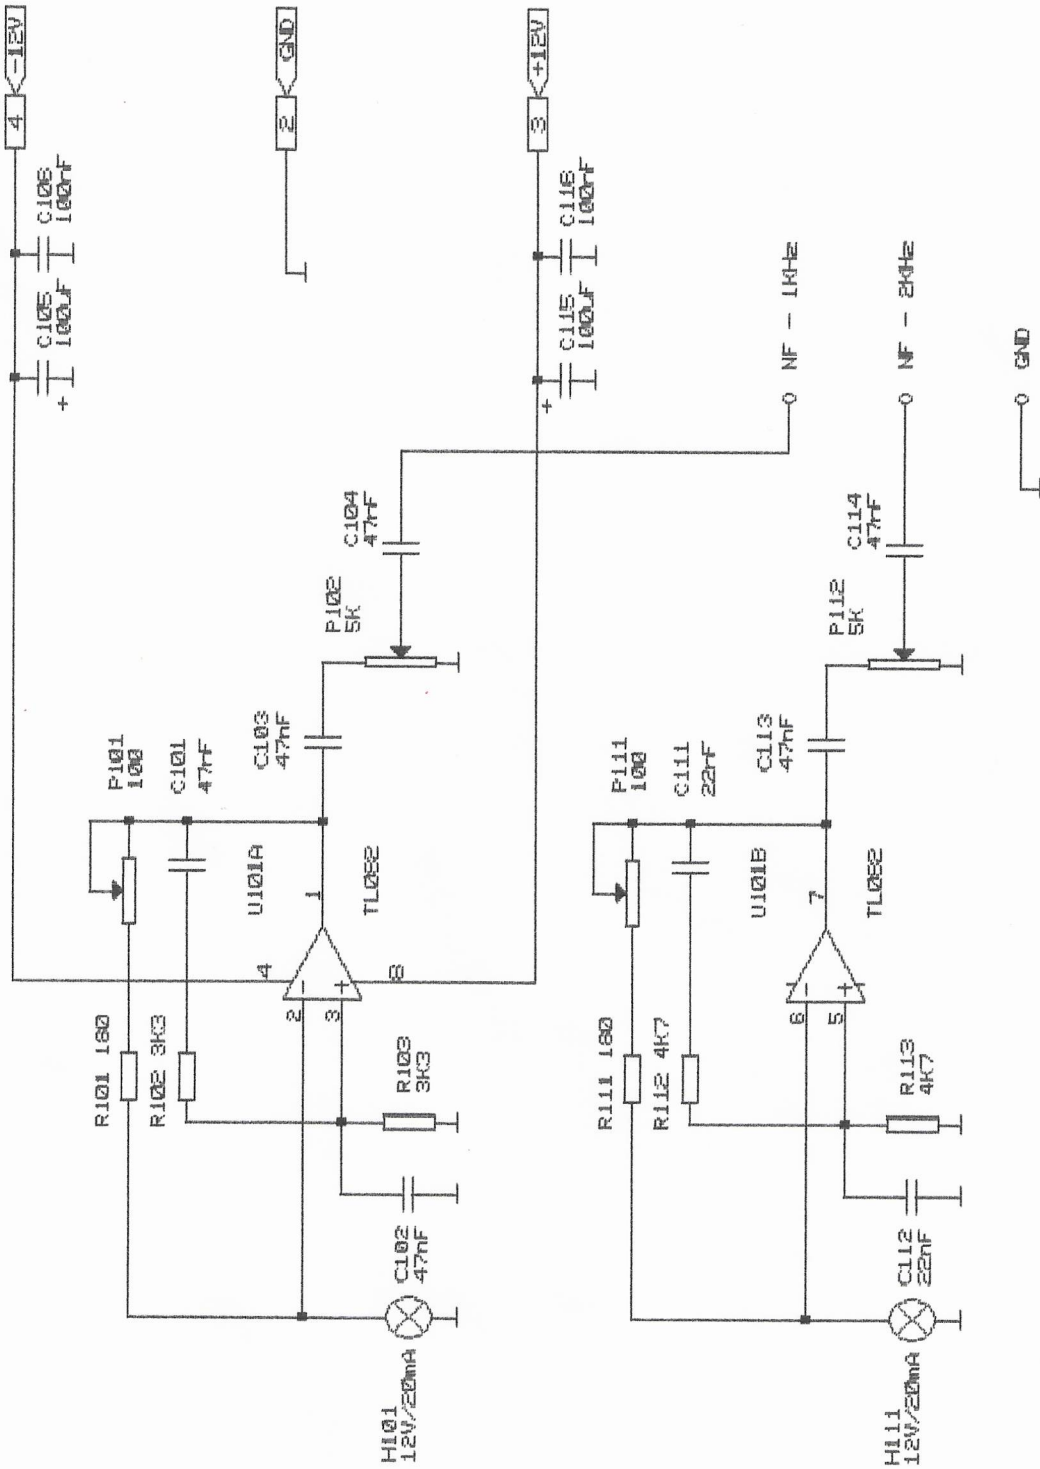 4 -12V
C106
100nF
C105
100uF
2 GND
3 +12V
C116
100nF
C115
100uF
+
+
NF - 1KHz
NF - 2KHz
GND
P101
100
C101
47nF
R101 180
R102 3K3
U101A
TL082
4
8
2
3
1
-
+
C103
47nF
P102
5K
C104
47nF
R103
3K3
C102
47nF
H101
12V/20mA
P111
100
C111
22nF
R111 180
R112 4K7
U101B
TL082
6
5
7
-
+
C113
47nF
P112
5K
C114
47nF
R113
4K7
C112
22nF
H111
12V/20mA